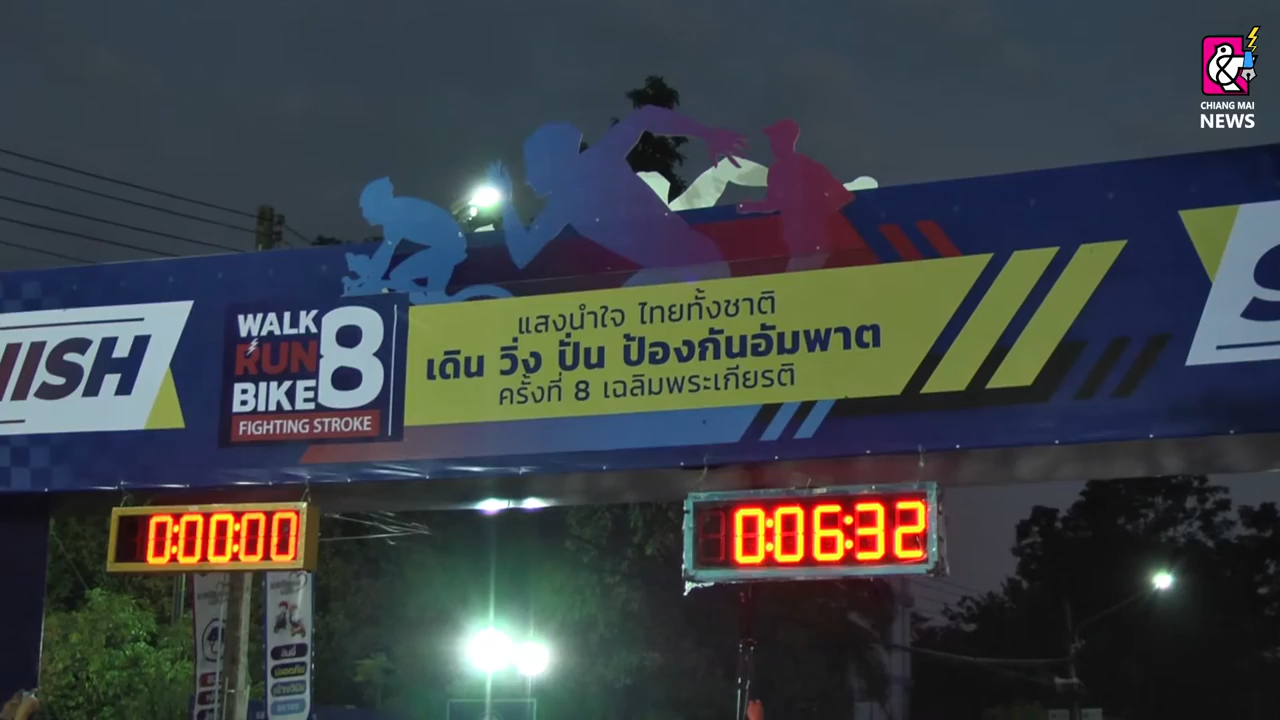 CHIANG MAI
NEWS
WALK
RUN
BIKE
8
FIGHTING STROKE
แสงนำใจ ไทยทั้งชาติ
เดิน วิ่ง ปั่น ป้องกันอัมพาต
ครั้งที่ 8 เฉลิมพระเกียรติ
NISH
S
0:00:00
0:06:32